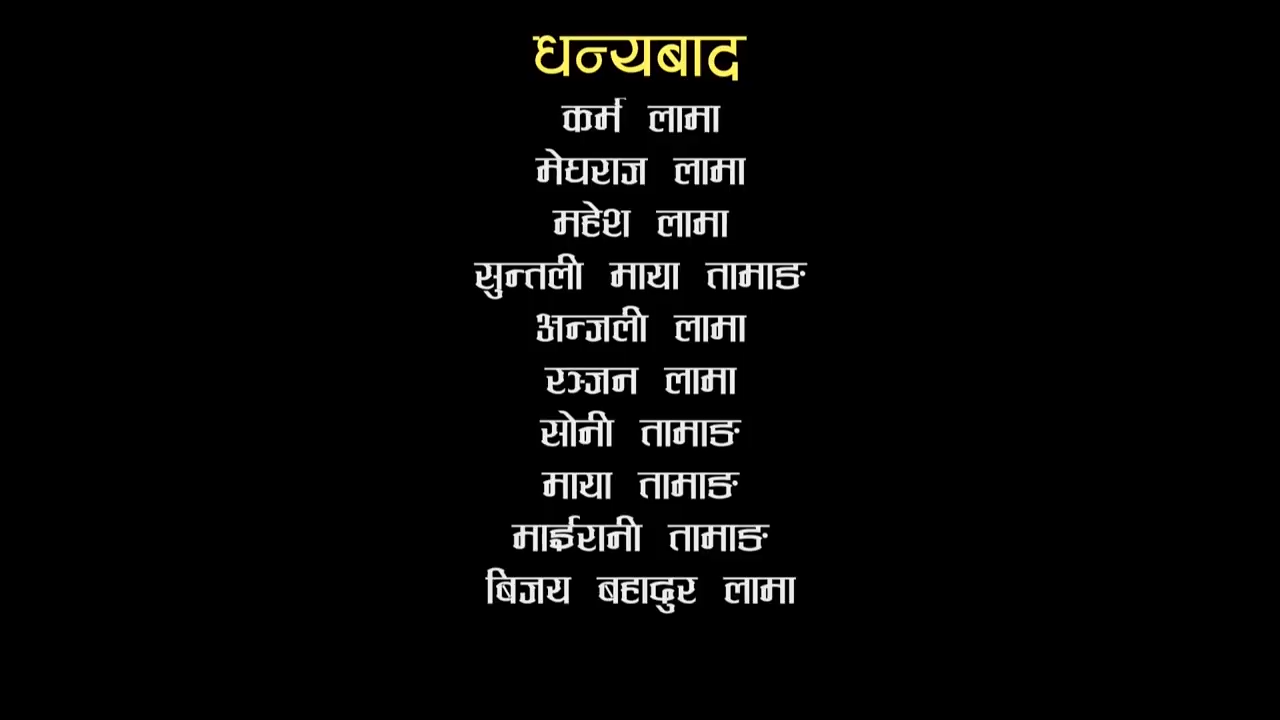 धन्यबाद
कर्म लामा
मेघराज लामा
महेश लामा
सुन्तली माया तामाङ
अन्जली लामा
रञ्जन लामा
सोनी तामाङ
माया तामाङ
माईरानी तामाङ
बिजय बहादुर लामा